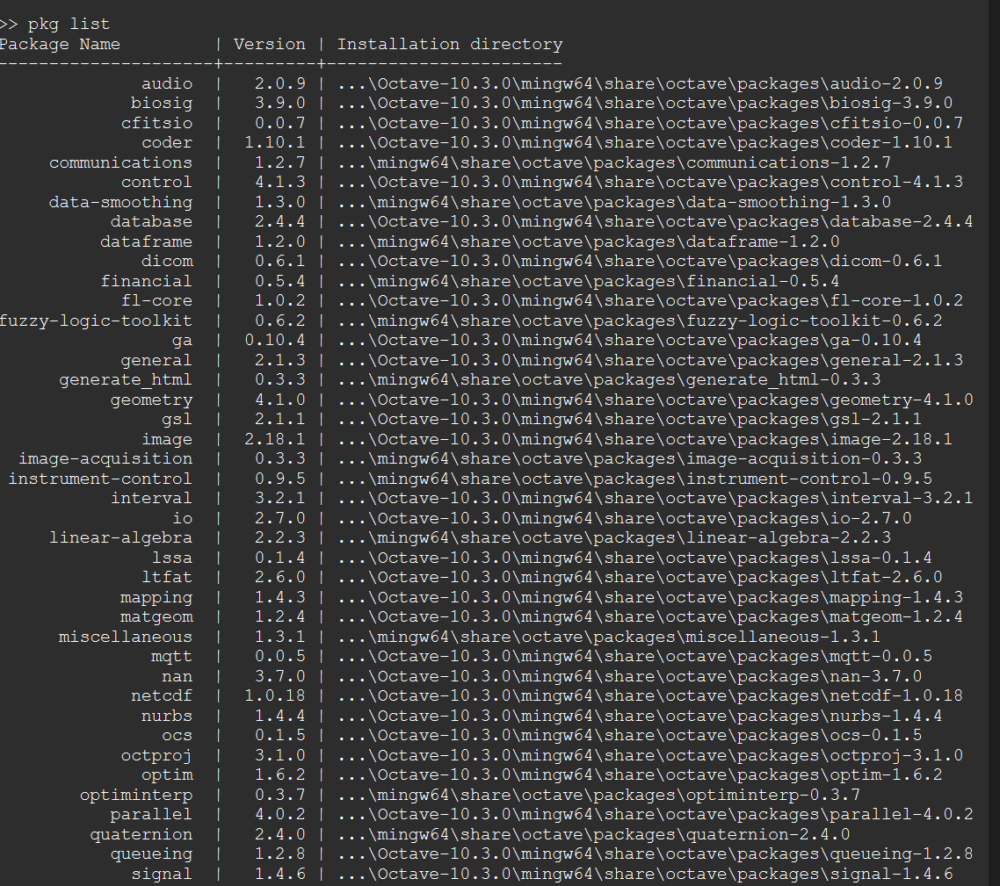 >> pkg list
Package Name         | Version | Installation directory
---------------------+---------+-----------------------
              audio  |   2.0.9 | ...\Octave-10.3.0\mingw64\share\octave\packages\audio-2.0.9
             biosig  |   3.9.0 | ...\Octave-10.3.0\mingw64\share\octave\packages\biosig-3.9.0
            cfitsio  |   0.0.7 | ...\Octave-10.3.0\mingw64\share\octave\packages\cfitsio-0.0.7
              coder  |  1.10.1 | ...\Octave-10.3.0\mingw64\share\octave\packages\coder-1.10.1
     communications  |   1.2.7 | ...\mingw64\share\octave\packages\communications-1.2.7
            control  |   4.1.3 | ...\Octave-10.3.0\mingw64\share\octave\packages\control-4.1.3
     data-smoothing  |   1.3.0 | ...\mingw64\share\octave\packages\data-smoothing-1.3.0
           database  |   2.4.4 | ...\Octave-10.3.0\mingw64\share\octave\packages\database-2.4.4
          dataframe  |   1.2.0 | ...\mingw64\share\octave\packages\dataframe-1.2.0
              dicom  |   0.6.1 | ...\Octave-10.3.0\mingw64\share\octave\packages\dicom-0.6.1
          financial  |   0.5.4 | ...\mingw64\share\octave\packages\financial-0.5.4
            fl-core  |   1.0.2 | ...\Octave-10.3.0\mingw64\share\octave\packages\fl-core-1.0.2
fuzzy-logic-toolkit  |   0.6.2 | ...\mingw64\share\octave\packages\fuzzy-logic-toolkit-0.6.2
                 ga  |  0.10.4 | ...\Octave-10.3.0\mingw64\share\octave\packages\ga-0.10.4
            general  |   2.1.3 | ...\Octave-10.3.0\mingw64\share\octave\packages\general-2.1.3
      generate_html  |   0.3.3 | ...\mingw64\share\octave\packages\generate_html-0.3.3
           geometry  |   4.1.0 | ...\Octave-10.3.0\mingw64\share\octave\packages\geometry-4.1.0
                gsl  |   2.1.1 | ...\Octave-10.3.0\mingw64\share\octave\packages\gsl-2.1.1
              image  |  2.18.1 | ...\Octave-10.3.0\mingw64\share\octave\packages\image-2.18.1
  image-acquisition  |   0.3.3 | ...\mingw64\share\octave\packages\image-acquisition-0.3.3
 instrument-control  |   0.9.5 | ...\mingw64\share\octave\packages\instrument-control-0.9.5
           interval  |   3.2.1 | ...\Octave-10.3.0\mingw64\share\octave\packages\interval-3.2.1
                 io  |   2.7.0 | ...\Octave-10.3.0\mingw64\share\octave\packages\io-2.7.0
     linear-algebra  |   2.2.3 | ...\mingw64\share\octave\packages\linear-algebra-2.2.3
               lssa  |   0.1.4 | ...\Octave-10.3.0\mingw64\share\octave\packages\lssa-0.1.4
              ltfat  |   2.6.0 | ...\Octave-10.3.0\mingw64\share\octave\packages\ltfat-2.6.0
            mapping  |   1.4.3 | ...\Octave-10.3.0\mingw64\share\octave\packages\mapping-1.4.3
            matgeom  |   1.2.4 | ...\Octave-10.3.0\mingw64\share\octave\packages\matgeom-1.2.4
      miscellaneous  |   1.3.1 | ...\mingw64\share\octave\packages\miscellaneous-1.3.1
               mqtt  |   0.0.5 | ...\Octave-10.3.0\mingw64\share\octave\packages\mqtt-0.0.5
                nan  |   3.7.0 | ...\Octave-10.3.0\mingw64\share\octave\packages\nan-3.7.0
             netcdf  |  1.0.18 | ...\Octave-10.3.0\mingw64\share\octave\packages\netcdf-1.0.18
              nurbs  |   1.4.4 | ...\Octave-10.3.0\mingw64\share\octave\packages\nurbs-1.4.4
                ocs  |   0.1.5 | ...\Octave-10.3.0\mingw64\share\octave\packages\ocs-0.1.5
            octproj  |   3.1.0 | ...\Octave-10.3.0\mingw64\share\octave\packages\octproj-3.1.0
              optim  |   1.6.2 | ...\Octave-10.3.0\mingw64\share\octave\packages\optim-1.6.2
        optiminterp  |   0.3.7 | ...\mingw64\share\octave\packages\optiminterp-0.3.7
           parallel  |   4.0.2 | ...\Octave-10.3.0\mingw64\share\octave\packages\parallel-4.0.2
         quaternion  |   2.4.0 | ...\mingw64\share\octave\packages\quaternion-2.4.0
           queueing  |   1.2.8 | ...\Octave-10.3.0\mingw64\share\octave\packages\queueing-1.2.8
             signal  |   1.4.6 | ...\Octave-10.3.0\mingw64\share\octave\packages\signal-1.4.6